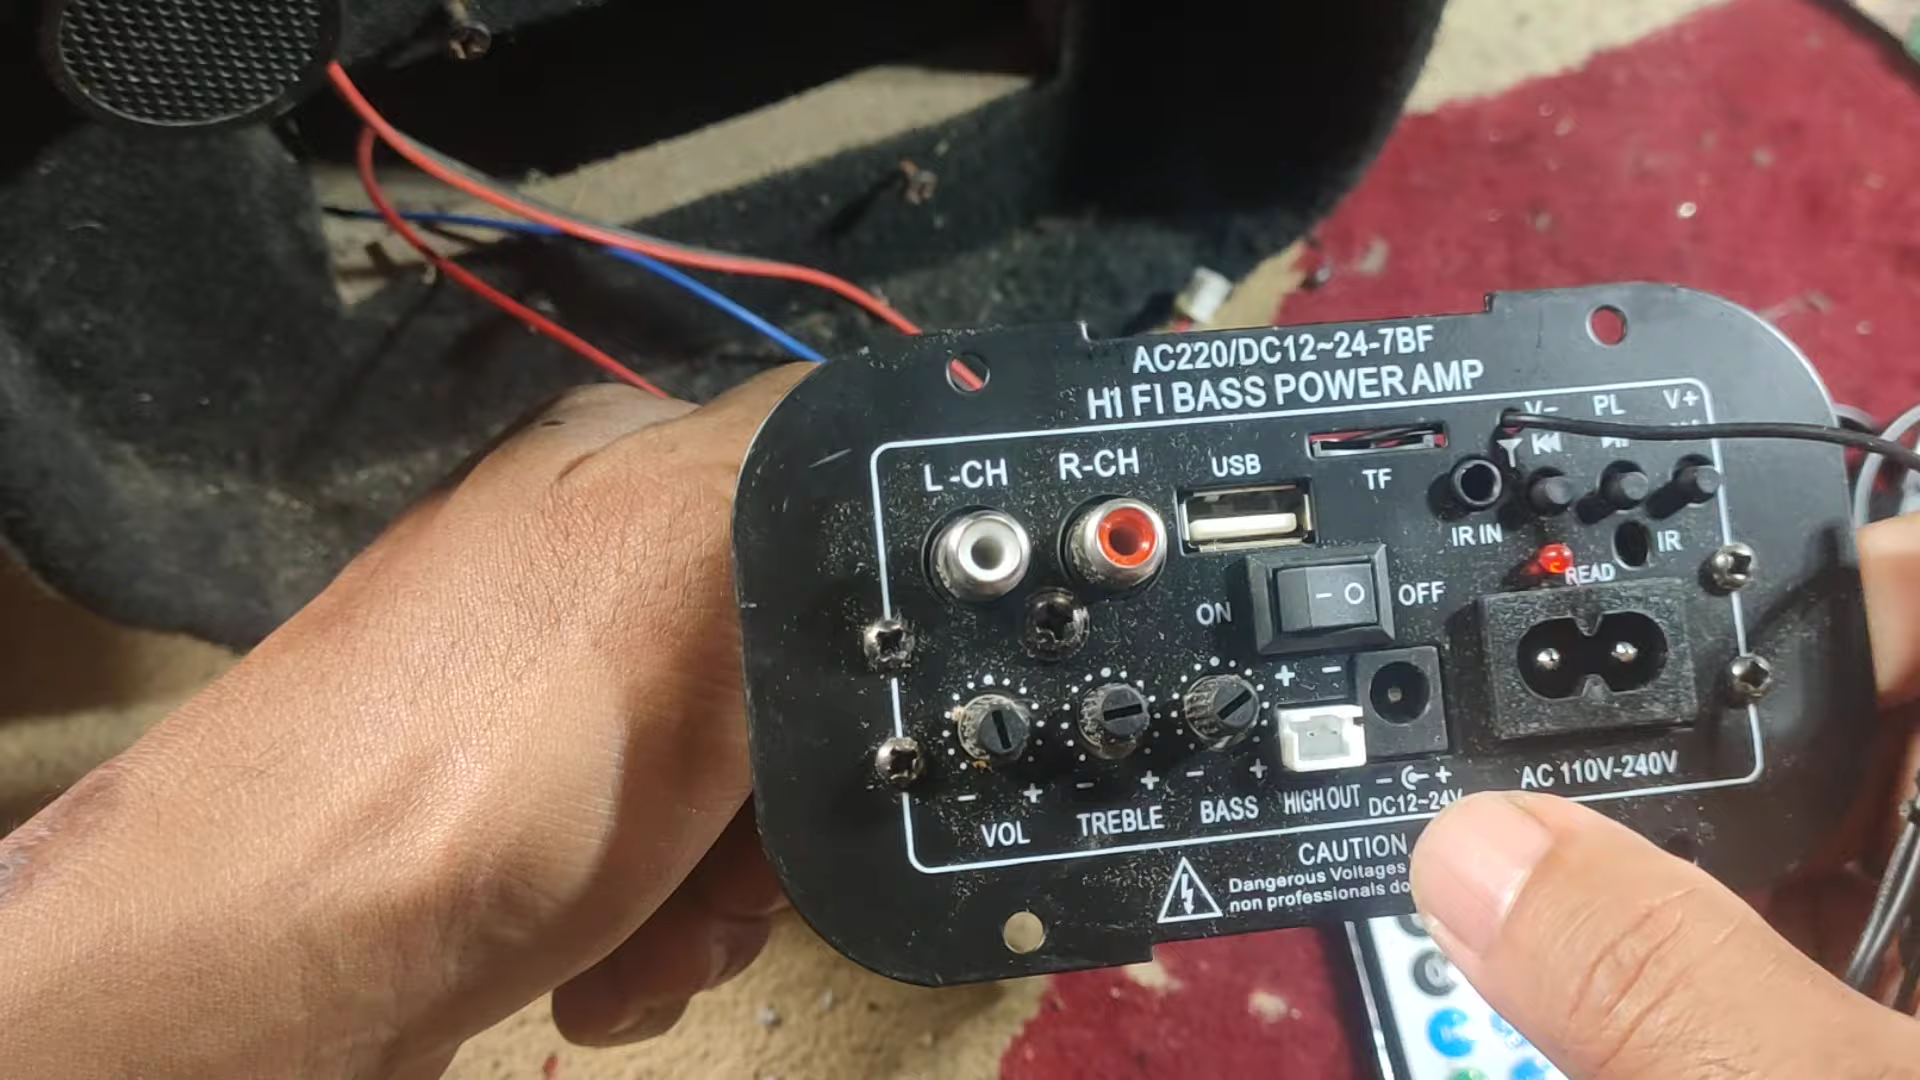 AC220/DC12~24-7BF
H1 FI BASS POWER AMP
V- PL V+
L-CH R-CH USB TF
IR IN IR
READ
ON - O OFF
+ -
- + - + - +
VOL TREBLE BASS HIGH OUT
- +
DC12~24V
AC 110V-240V
CAUTION
Dangerous Voltages
non professionals